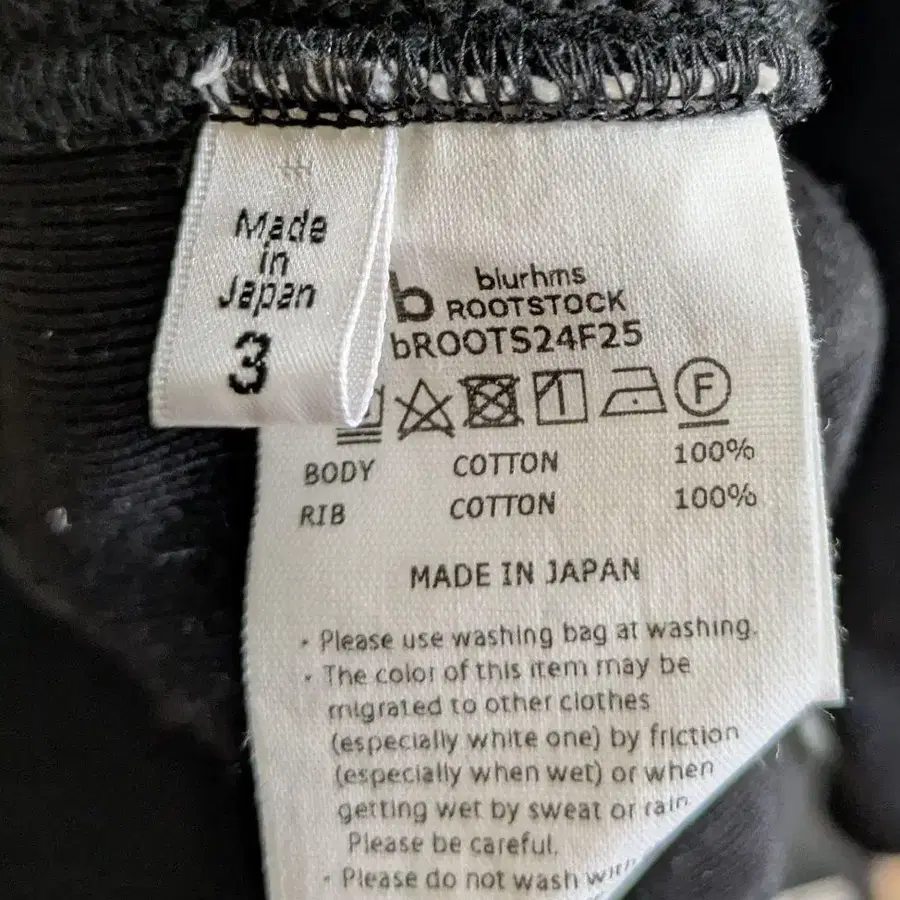 Made
in
Japan
3
b
blurhms
ROOTSTOCK
bROOTS24F25
F
BODY COTTON 100%
RIB COTTON 100%
MADE IN JAPAN
・Please use washing bag at washing.
・The color of this item may be
migrated to other clothes
(especially white one) by friction
(especially when wet) or when
getting wet by sweat or rain
Please be careful.
・Please do not wash with